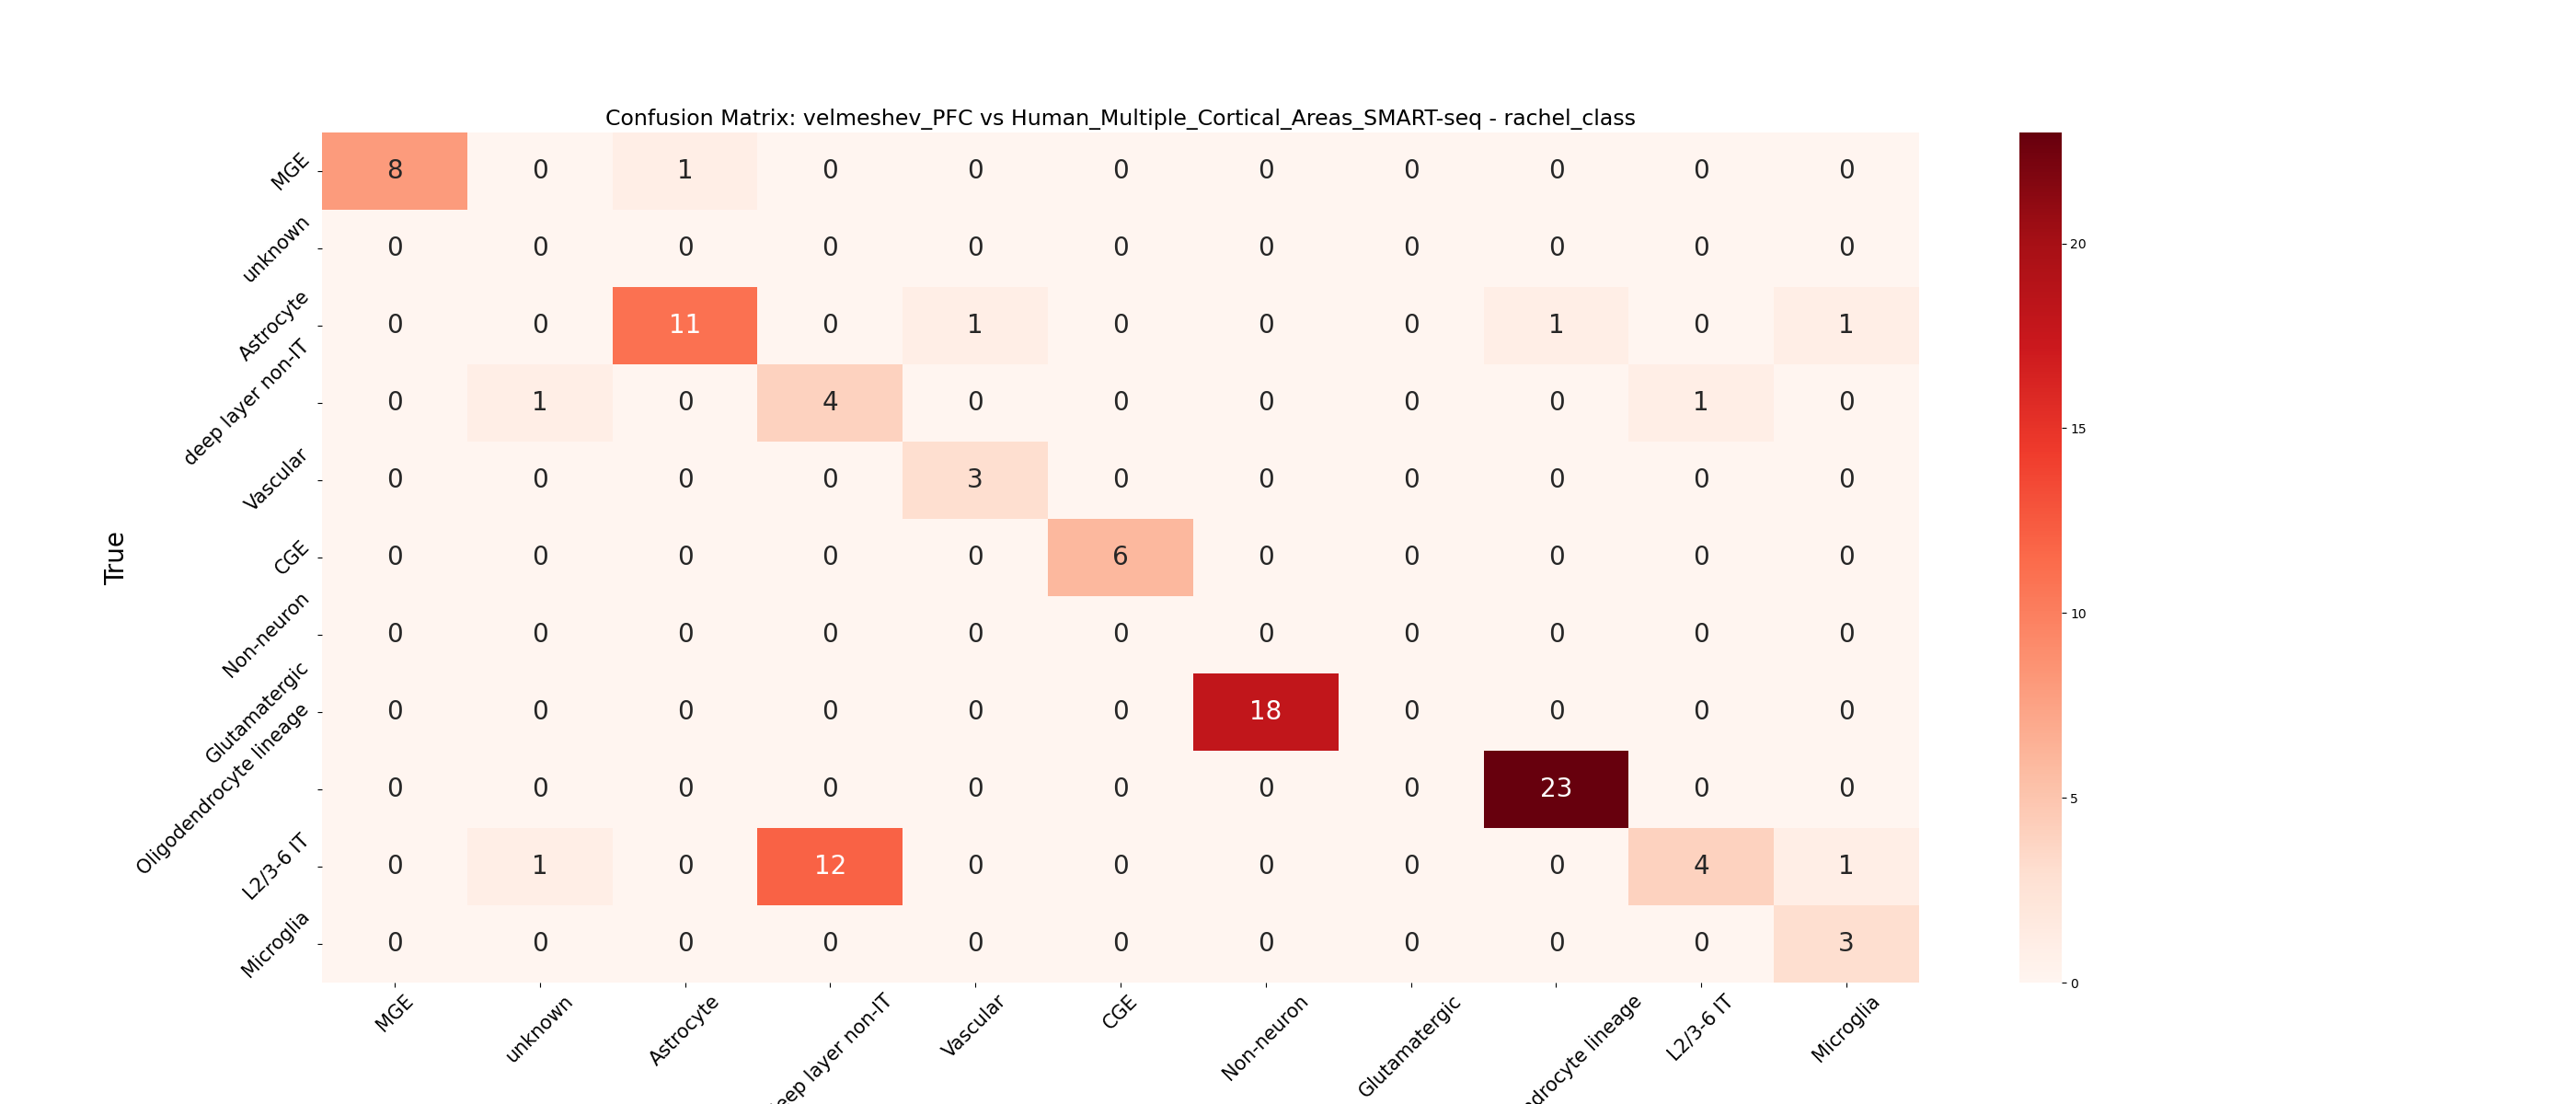 Confusion Matrix: velmeshev_PFC vs Human_Multiple_Cortical_Areas_SMART-seq - rachel_class
True
MGE 8 0 1 0 0 0 0 0 0 0 0
unknown 0 0 0 0 0 0 0 0 0 0 0
Astrocyte 0 0 11 0 1 0 0 0 1 0 1
deep layer non-IT 0 1 0 4 0 0 0 0 0 1 0
Vascular 0 0 0 0 3 0 0 0 0 0 0
CGE 0 0 0 0 0 6 0 0 0 0 0
Non-neuron 0 0 0 0 0 0 0 0 0 0 0
Glutamatergic 0 0 0 0 0 0 18 0 0 0 0
Oligodendrocyte lineage 0 0 0 0 0 0 0 0 23 0 0
L2/3-6 IT 0 1 0 12 0 0 0 0 0 4 1
Microglia 0 0 0 0 0 0 0 0 0 0 3
MGE unknown Astrocyte eep layer non-IT Vascular CGE Non-neuron Glutamatergic drocyte lineage L2/3-6 IT Microglia
20
15
10
5
0